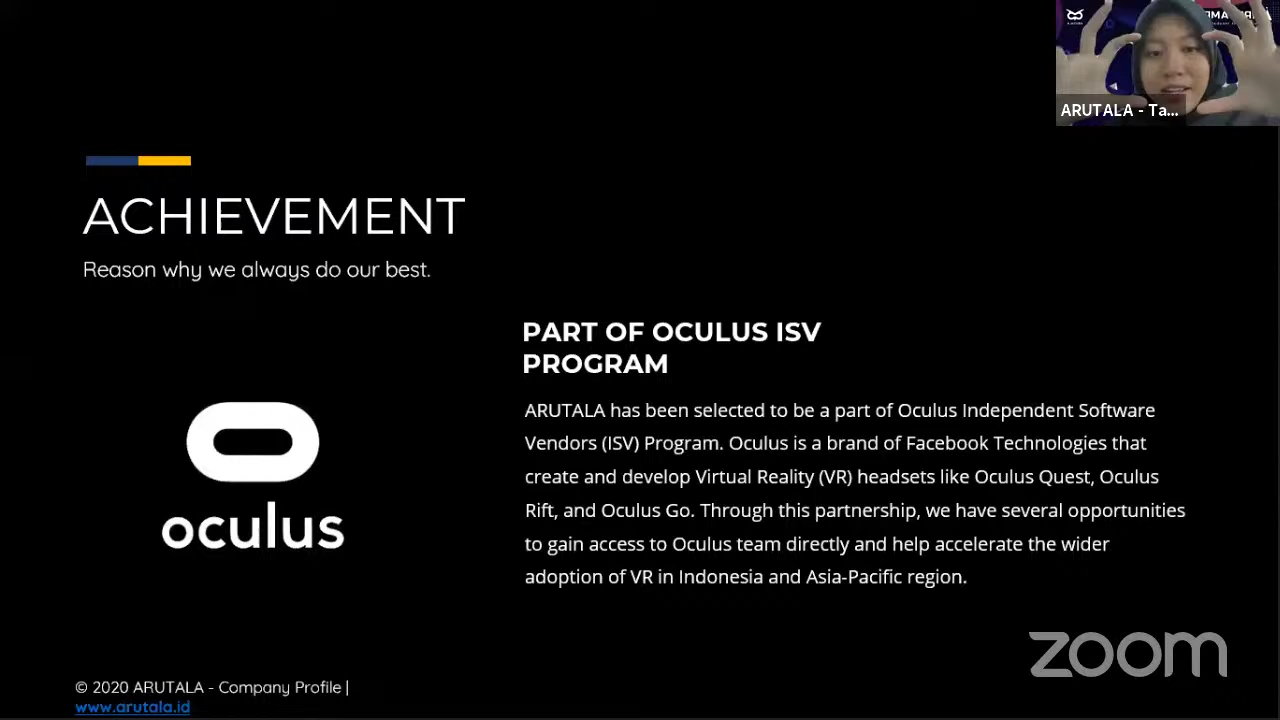 ARUTALA - Ta...
ACHIEVEMENT
Reason why we always do our best.
PART OF OCULUS ISV
PROGRAM
oculus
ARUTALA has been selected to be a part of Oculus Independent Software
Vendors (ISV) Program. Oculus is a brand of Facebook Technologies that
create and develop Virtual Reality (VR) headsets like Oculus Quest, Oculus
Rift, and Oculus Go. Through this partnership, we have several opportunities
to gain access to Oculus team directly and help accelerate the wider
adoption of VR in Indonesia and Asia-Pacific region.
zoom
© 2020 ARUTALA - Company Profile |
www.arutala.id